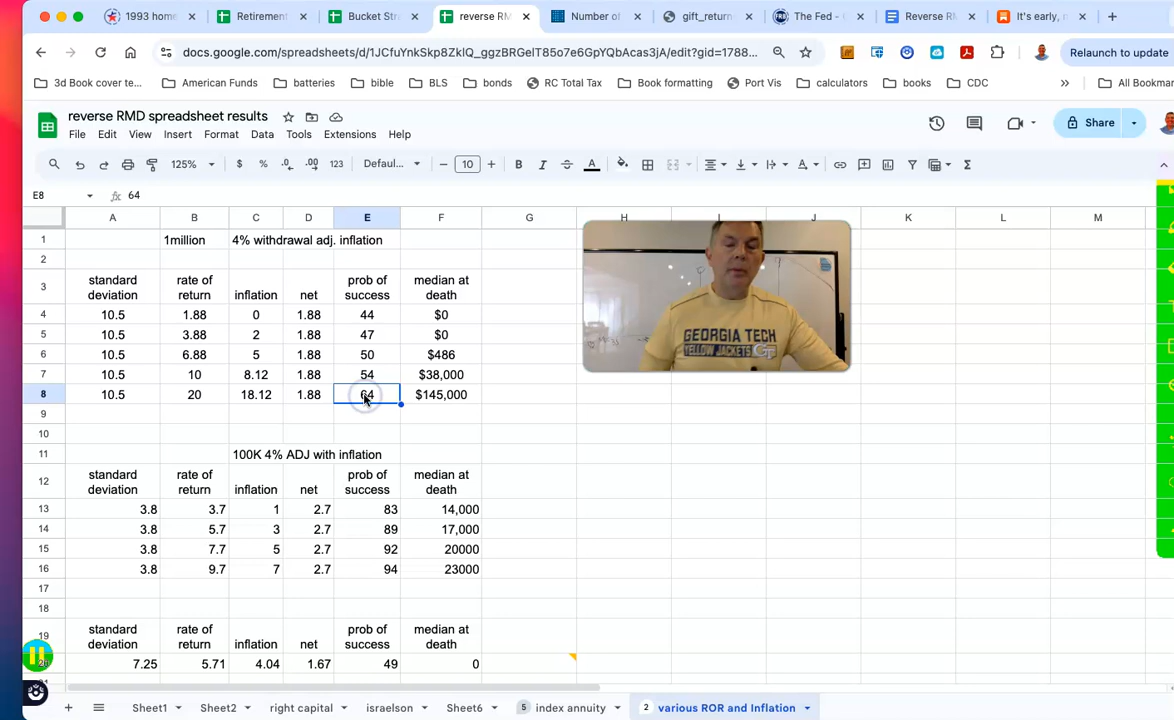 1993 home
Retirement
Bucket Stra
reverse RM
Number of
gift_return
The Fed -
Reverse RM
It's early, n
docs.google.com/spreadsheets/d/1JCfuYnkSkp8ZklQ_ggzBRGelT85o7e6GpYQbAcas3jA/edit?gid=1788...
Relaunch to update
3d Book cover te...
American Funds
batteries
bible
BLS
bonds
RC Total Tax
Book formatting
Port Vis
calculators
books
CDC
All Bookmar
reverse RMD spreadsheet results
File Edit View Insert Format Data Tools Extensions Help
Share
125% $ % .0 .00 123 Defaul... 10 B I A
E8 fx 64
A B C D E F G H I J K L M
1 1million 4% withdrawal adj. inflation
2
3 standard deviation rate of return inflation net prob of success median at death
4 10.5 1.88 0 1.88 44 $0
5 10.5 3.88 2 1.88 47 $0
6 10.5 6.88 5 1.88 50 $486
7 10.5 10 8.12 1.88 54 $38,000
8 10.5 20 18.12 1.88 64 $145,000
9
10
11 100K 4% ADJ with inflation
12 standard deviation rate of return inflation net prob of success median at death
13 3.8 3.7 1 2.7 83 14,000
14 3.8 5.7 3 2.7 89 17,000
15 3.8 7.7 5 2.7 92 20000
16 3.8 9.7 7 2.7 94 23000
17
18
19 standard deviation rate of return inflation net prob of success median at death
20 7.25 5.71 4.04 1.67 49 0
GEORGIA TECH
YELLOW JACKETS
GT
Sheet1 Sheet2 right capital israelson Sheet6 5 index annuity 2 various ROR and Inflation